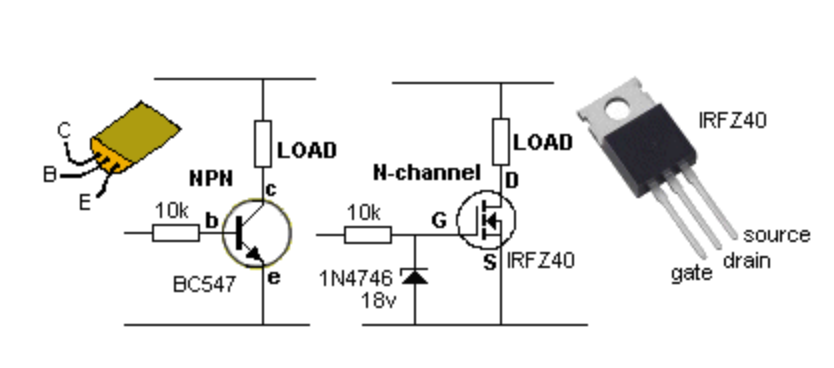 C
B
E
NPN
LOAD
c
10k
b
BC547
e
N-channel
LOAD
D
10k
G
S
IRFZ40
1N4746
18v
IRFZ40
source
drain
gate